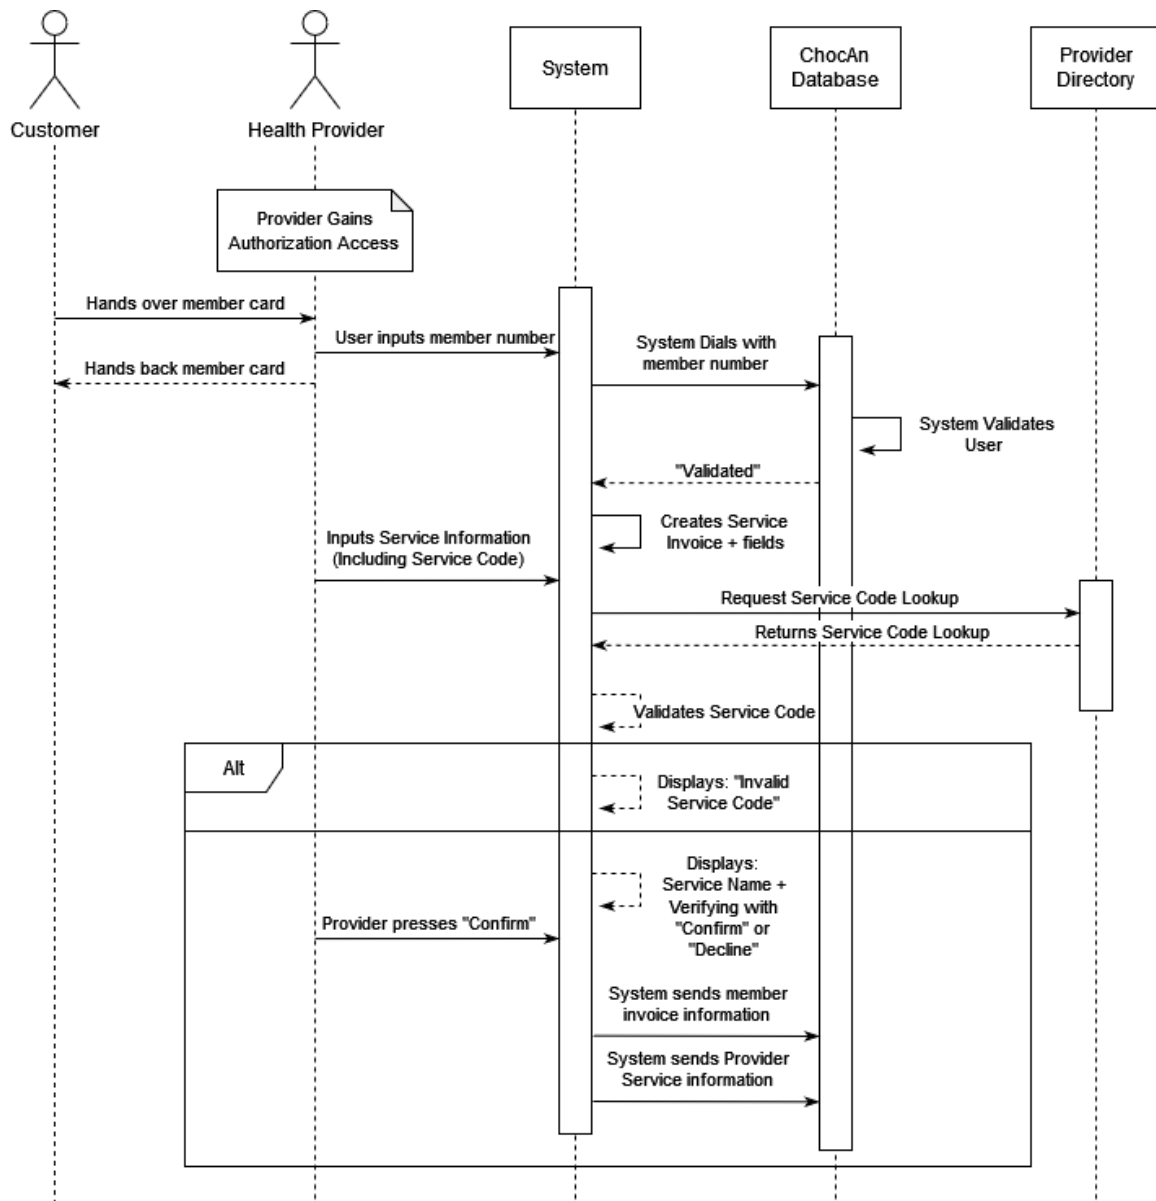 Customer
Health Provider
System
ChocAn
Database
Provider
Directory
Provider Gains
Authorization Access
Hands over member card
User inputs member number
Hands back member card
System Dials with
member number
System Validates
User
"Validated"
Creates Service
Invoice + fields
Inputs Service Information
(Including Service Code)
Request Service Code Lookup
Returns Service Code Lookup
Validates Service Code
Alt
Displays: "Invalid
Service Code"
Displays:
Service Name +
Verifying with
"Confirm" or
"Decline"
Provider presses "Confirm"
System sends member
invoice information
System sends Provider
Service information